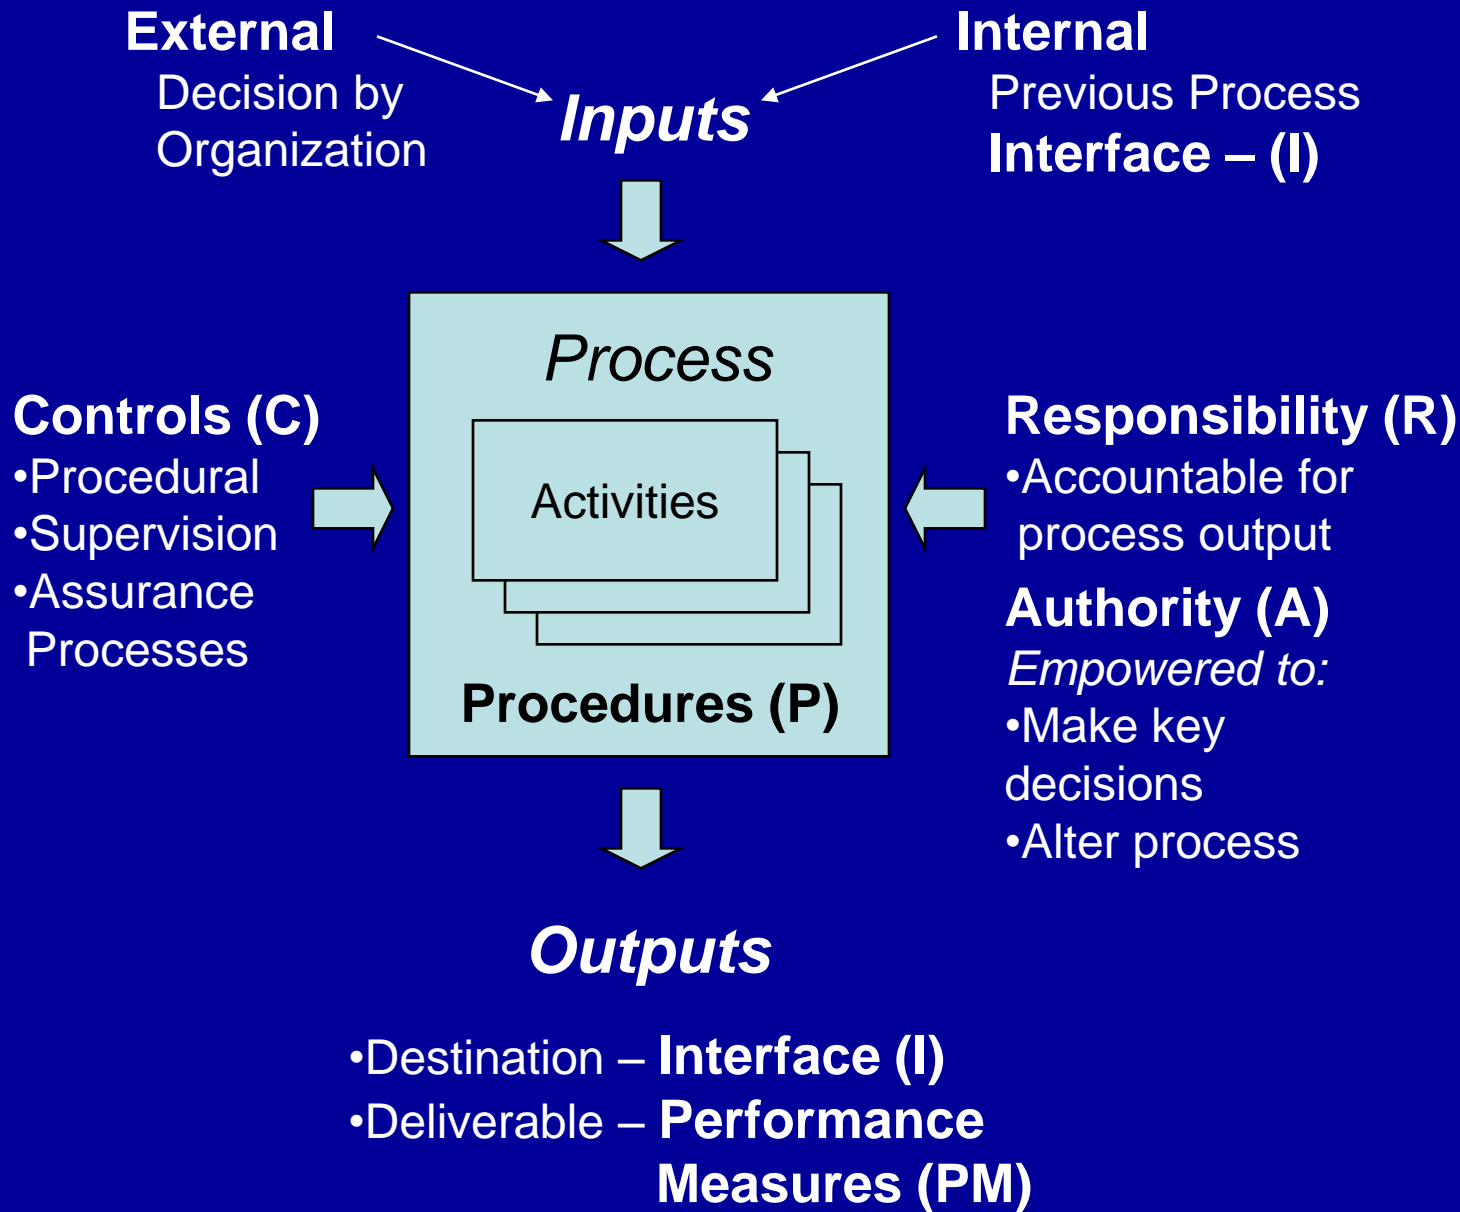 External
Decision by
Organization
Inputs
Internal
Previous Process
Interface – (I)
Controls (C)
•Procedural
•Supervision
•Assurance
Processes
Process
Activities
Procedures (P)
Responsibility (R)
•Accountable for
process output
Authority (A)
Empowered to:
•Make key
decisions
•Alter process
Outputs
•Destination – Interface (I)
•Deliverable – Performance
Measures (PM)